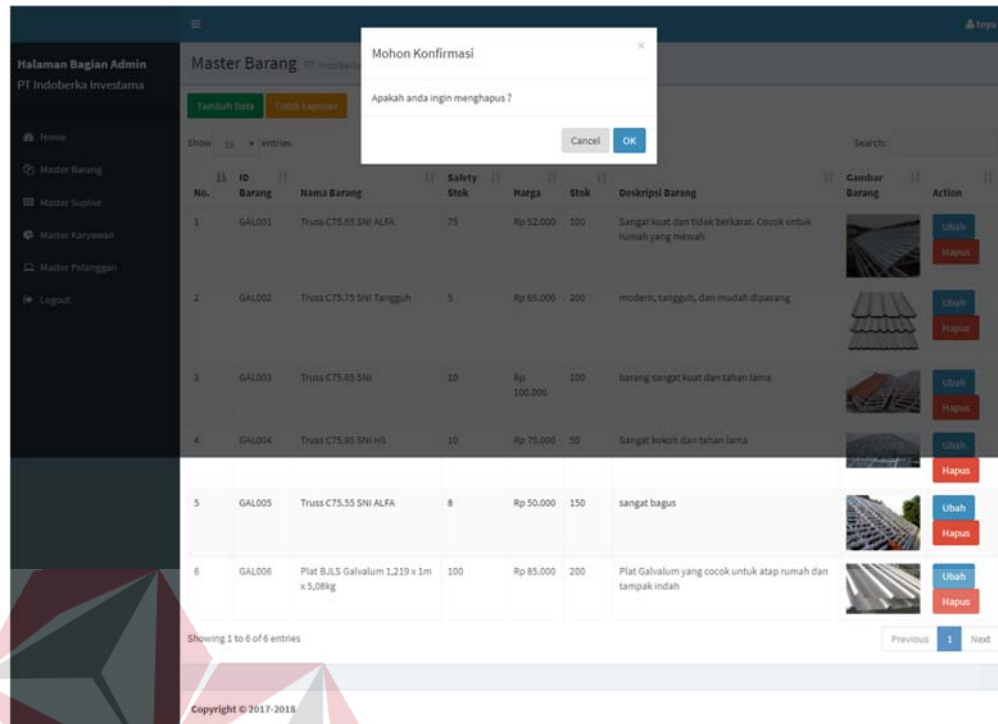 toya
Halaman Bagian Admin
PT Indoberka Investama
Home
Master Barang
Master Suplier
Master Karyawan
Master Pelanggan
Logout
Master Barang PT Indoberka
Mohon Konfirmasi
×
Apakah anda ingin menghapus ?
Cancel OK
Tambah Data Cetak Laporan
Show 10 entries Search:
No. ID Barang Nama Barang Safety Stok Harga Stok Deskripsi Barang Gambar Barang Action
1 GAL001 Truss C75.65 SNI ALFA 75 Rp 52.000 100 Sangat kuat dan tidak berkarat. Cocok untuk Ubah
rumah yang mewah Hapus
2 GAL002 Truss C75.75 SNI Tangguh 5 Rp 65.000 200 modern, tangguh, dan mudah dipasang Ubah
Hapus
3 GAL003 Truss C75.65 SNI 10 Rp 100.000 100 barang sangat kuat dan tahan lama Ubah
Hapus
4 GAL004 Truss C75.95 SNI HS 10 Rp 75.000 50 Sangat kokoh dan tahan lama Ubah
Hapus
5 GAL005 Truss C75.55 SNI ALFA 8 Rp 50.000 150 sangat bagus Ubah
Hapus
6 GAL006 Plat BJLS Galvalum 1,219 x 1m 100 Rp 85.000 200 Plat Galvalum yang cocok untuk atap rumah dan Ubah
x 5,08kg tampak indah Hapus
Showing 1 to 6 of 6 entries Previous 1 Next
Copyright © 2017-2018